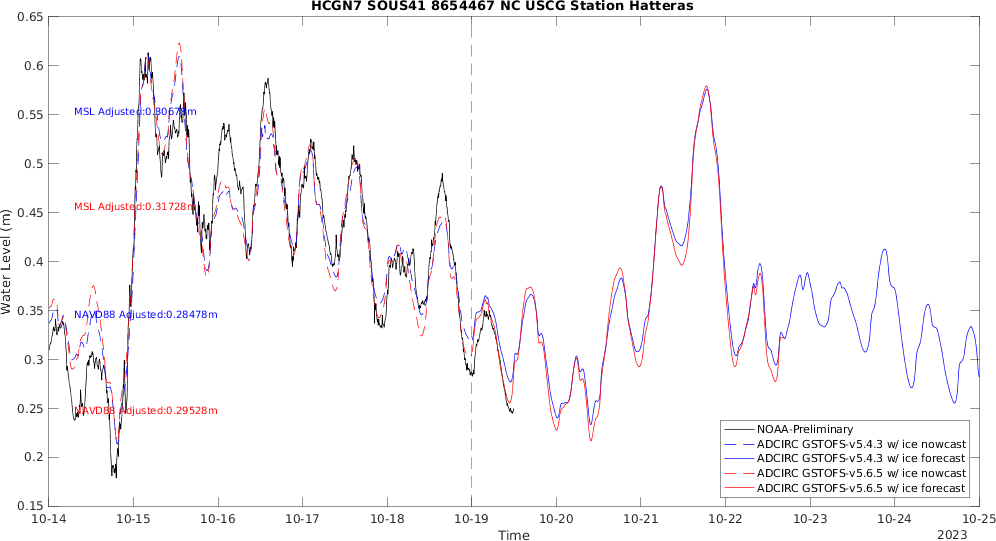 HCGN7 SOUS41 8654467 NC USCG Station Hatteras
0.65
0.6
0.55
0.5
0.45
0.4
0.35
0.3
0.25
0.2
0.15
Water Level (m)
MSL Adjusted:0.30678m
MSL Adjusted:0.31728m
NAVD88 Adjusted:0.28478m
NAVD88 Adjusted:0.29528m
NOAA-Preliminary
ADCIRC GSTOFS-v5.4.3 w/ ice nowcast
ADCIRC GSTOFS-v5.4.3 w/ ice forecast
ADCIRC GSTOFS-v5.6.5 w/ ice nowcast
ADCIRC GSTOFS-v5.6.5 w/ ice forecast
10-14 10-15 10-16 10-17 10-18 10-19 10-20 10-21 10-22 10-23 10-24 10-25
Time
2023